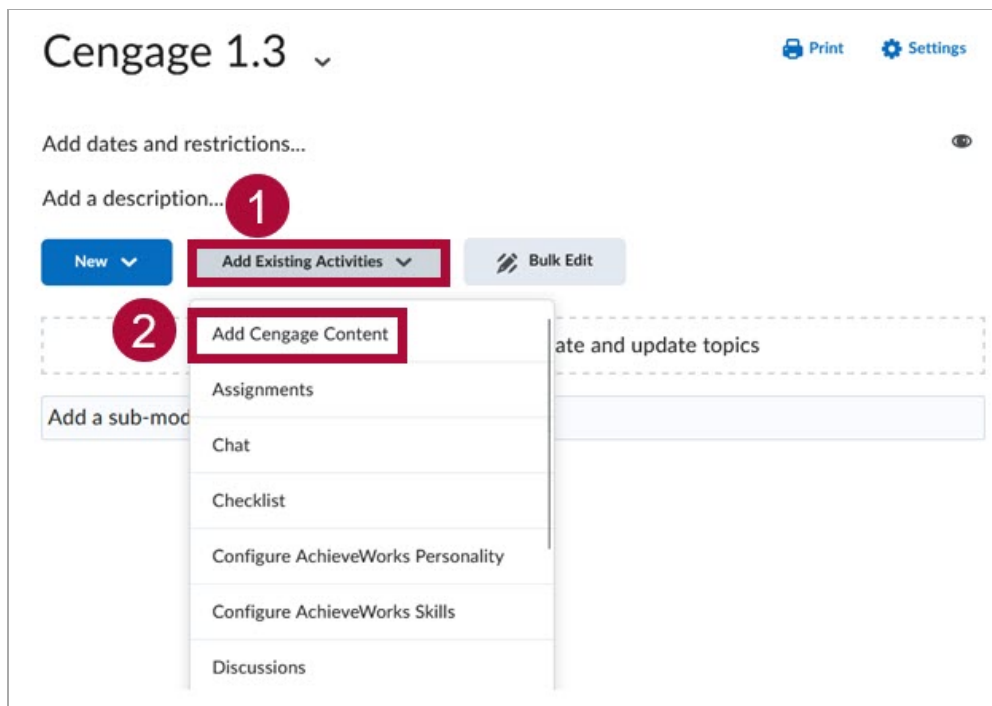 Cengage 1.3
Print
Settings
Add dates and restrictions...
Add a description...
1
New
Add Existing Activities
Bulk Edit
2
Add Cengage Content
ate and update topics
Assignments
Add a sub-mod
Chat
Checklist
Configure AchieveWorks Personality
Configure AchieveWorks Skills
Discussions